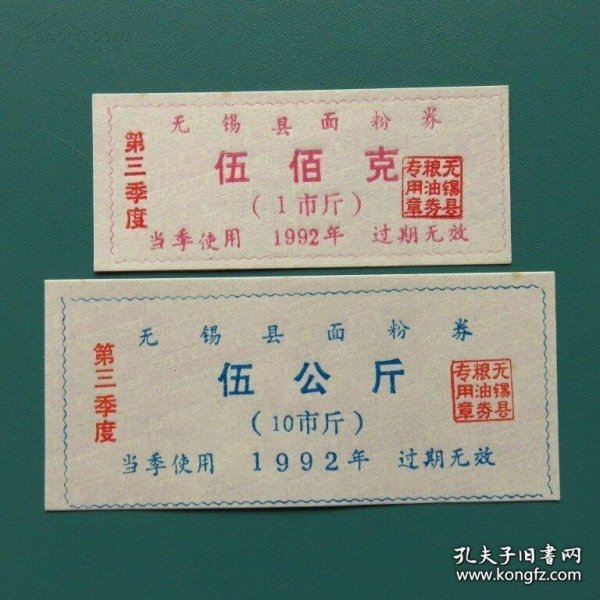 无锡县面粉券
第三季度
伍佰克
(1市斤)
无锡县
粮油券
专用章
当季使用 1992年 过期无效
无锡县面粉券
第三季度
伍公斤
(10市斤)
无锡县
粮油券
专用章
当季使用 1992年 过期无效
孔夫子旧书网
www.kongfz.com